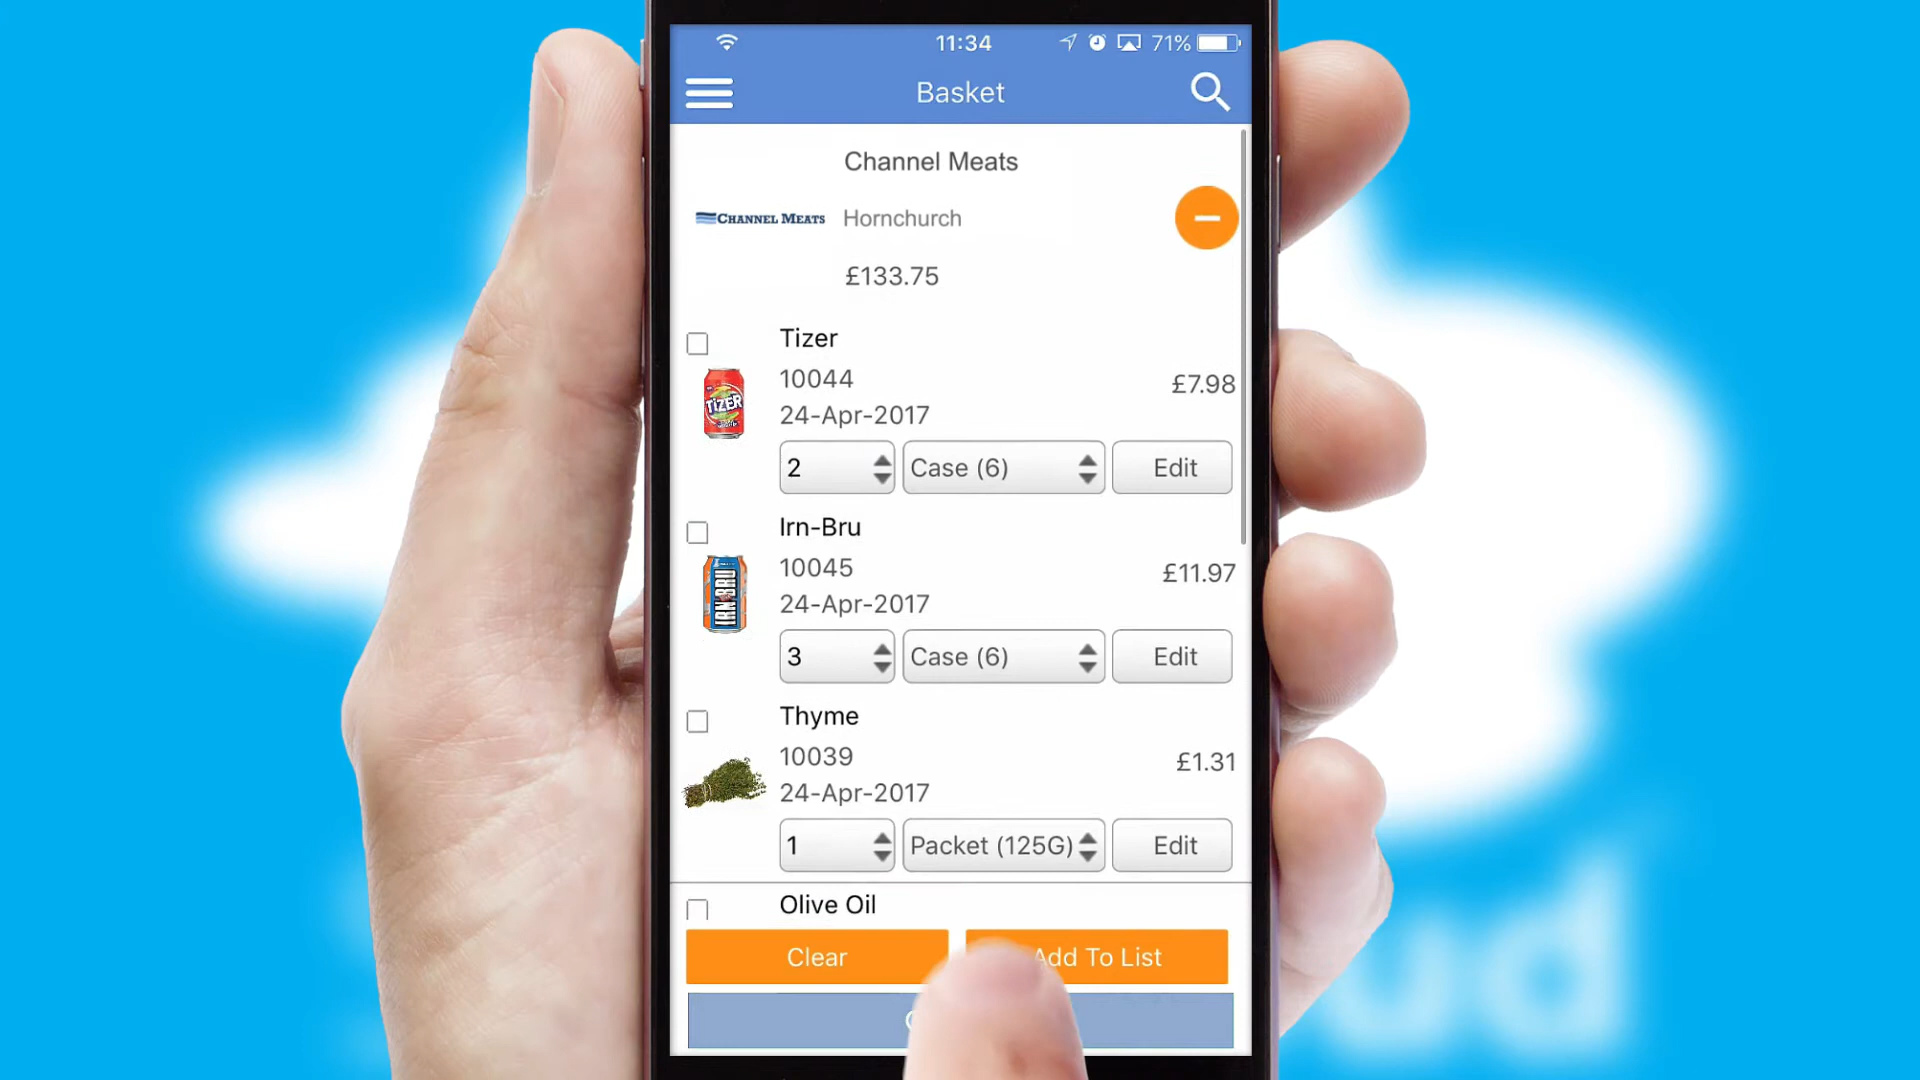 11:34 71%
Basket
Channel Meats
CHANNEL MEATS Hornchurch
£133.75
Tizer
10044
£7.98
24-Apr-2017
TIZER
2 Case (6) Edit
Irn-Bru
10045
£11.97
24-Apr-2017
IRN-BRU
3 Case (6) Edit
Thyme
10039
£1.31
24-Apr-2017
1 Packet (125G) Edit
Olive Oil
Clear Add To List
ud